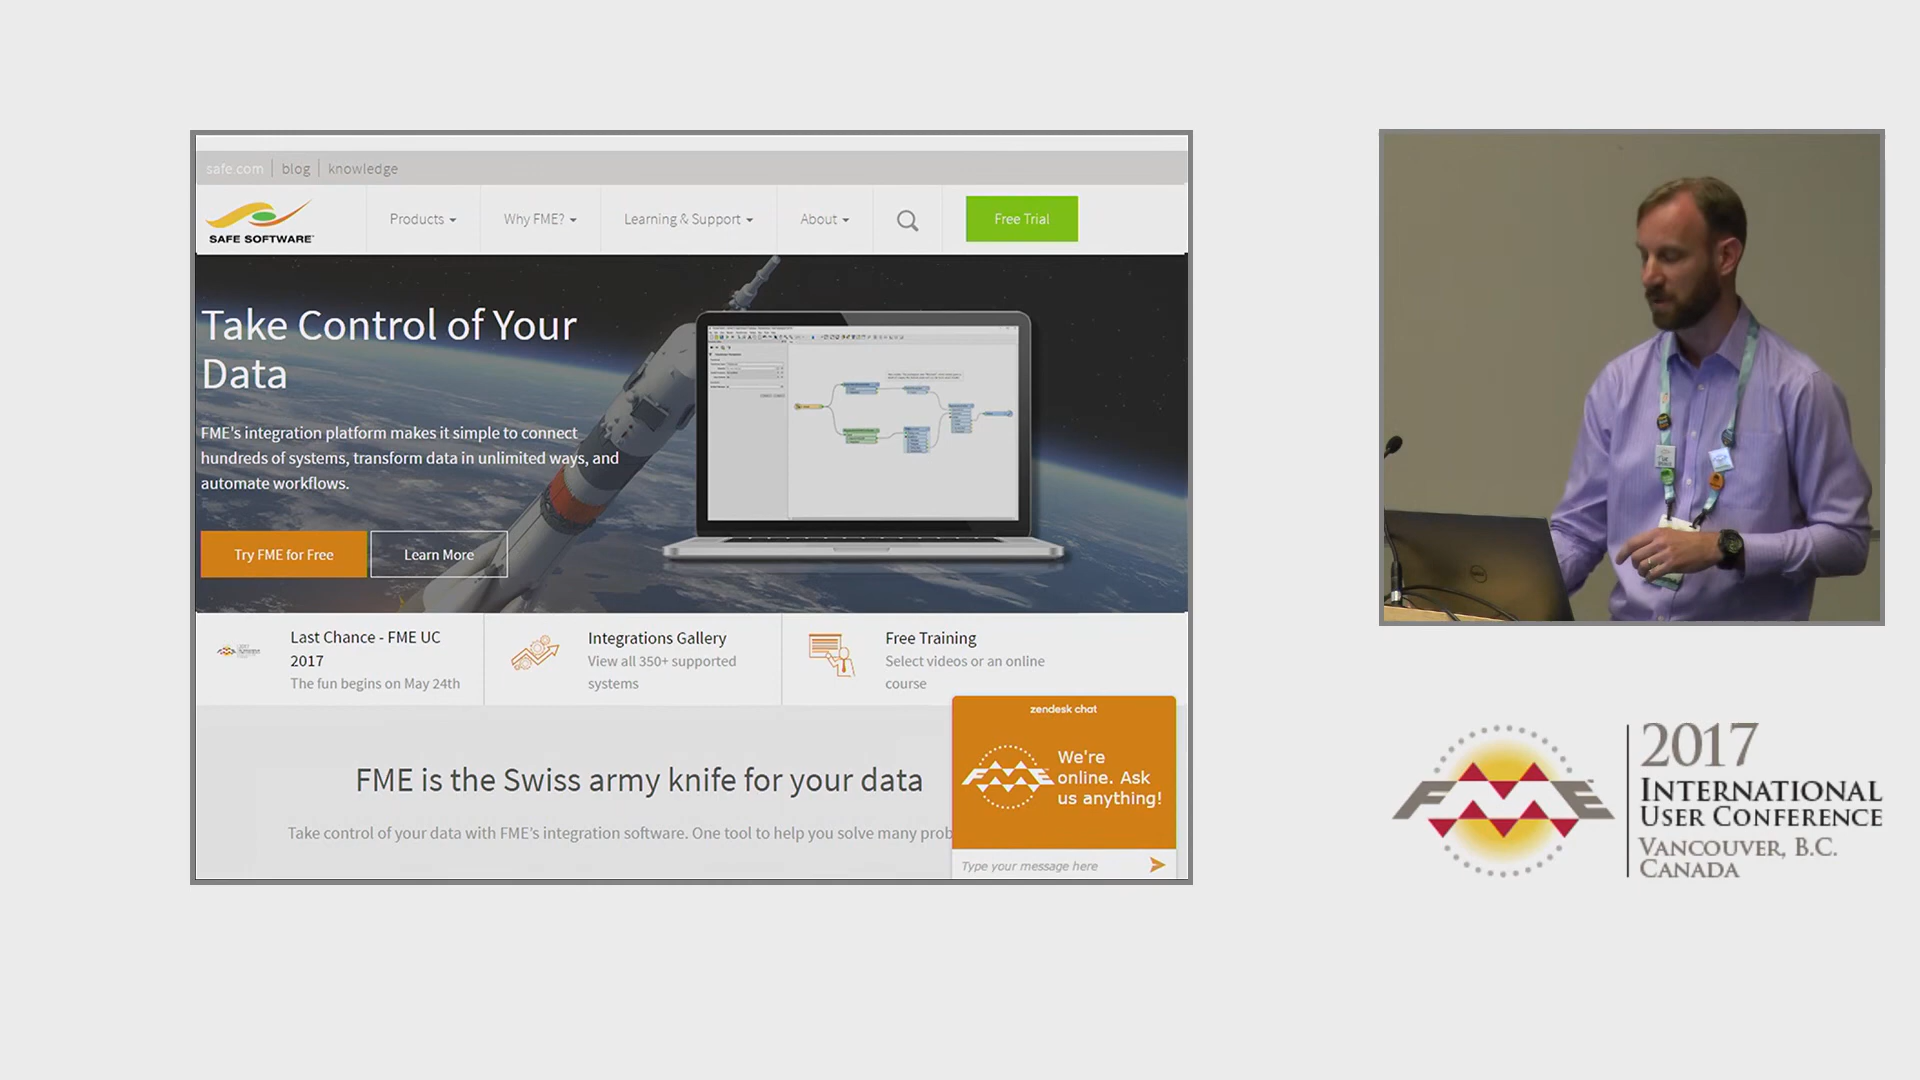 safe.com | blog | knowledge
SAFE SOFTWARE
Products
Why FME?
Learning & Support
About
Free Trial
Take Control of Your
Data
FME's integration platform makes it simple to connect
hundreds of systems, transform data in unlimited ways, and
automate workflows.
Try FME for Free
Learn More
Last Chance - FME UC
2017
The fun begins on May 24th
Integrations Gallery
View all 350+ supported
systems
Free Training
Select videos or an online
course
FME is the Swiss army knife for your data
Take control of your data with FME's integration software. One tool to help you solve many prob
zendesk chat
FME
We're
online. Ask
us anything!
Type your message here
FME
2017
INTERNATIONAL
USER CONFERENCE
VANCOUVER, B.C.
CANADA